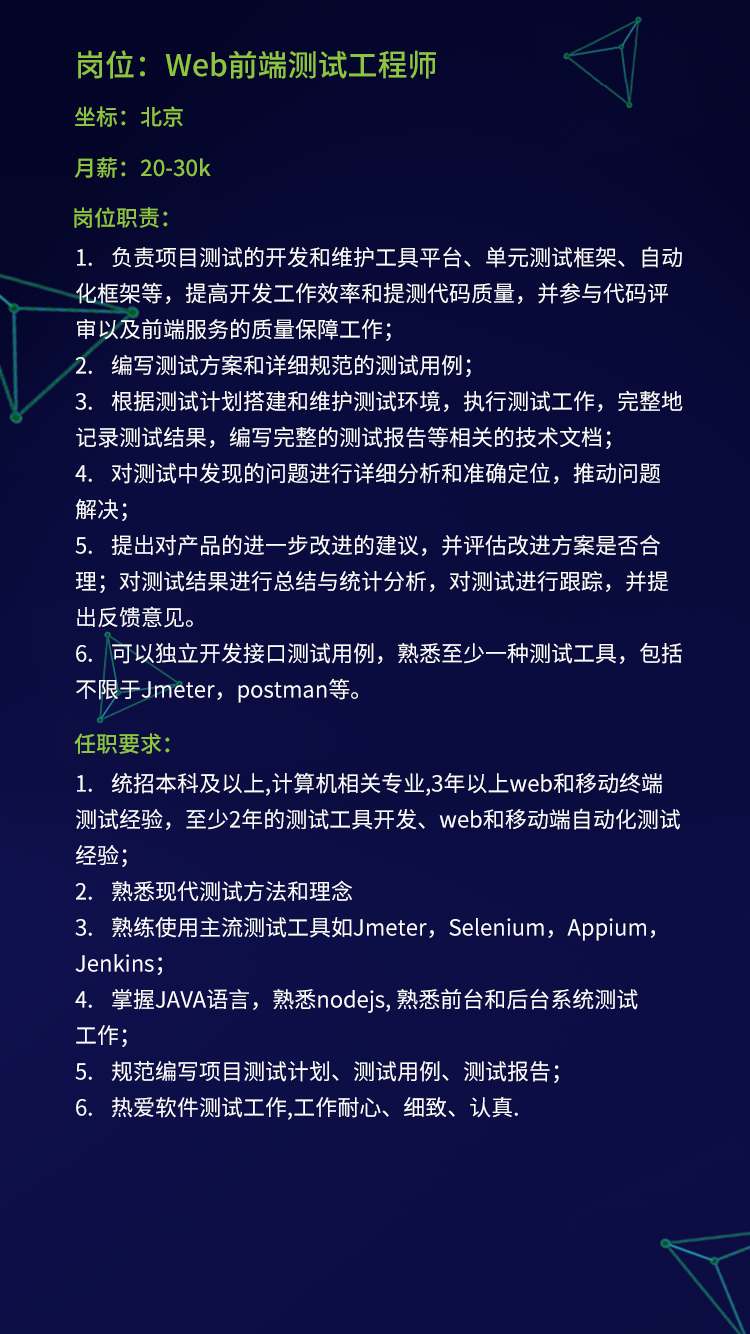 岗位：Web前端测试工程师
坐标：北京
月薪：20-30k
岗位职责：
1. 负责项目测试的开发和维护工具平台、单元测试框架、自动
化框架等，提高开发工作效率和提测代码质量，并参与代码评
审以及前端服务的质量保障工作；
2. 编写测试方案和详细规范的测试用例；
3. 根据测试计划搭建和维护测试环境，执行测试工作，完整地
记录测试结果，编写完整的测试报告等相关的技术文档；
4. 对测试中发现的问题进行详细分析和准确定位，推动问题
解决；
5. 提出对产品的进一步改进的建议，并评估改进方案是否合
理；对测试结果进行总结与统计分析，对测试进行跟踪，并提
出反馈意见。
6. 可以独立开发接口测试用例，熟悉至少一种测试工具，包括
不限于Jmeter，postman等。
任职要求：
1. 统招本科及以上,计算机相关专业,3年以上web和移动终端
测试经验，至少2年的测试工具开发、web和移动端自动化测试
经验；
2. 熟悉现代测试方法和理念
3. 熟练使用主流测试工具如Jmeter，Selenium，Appium，
Jenkins；
4. 掌握JAVA语言，熟悉nodejs, 熟悉前台和后台系统测试
工作；
5. 规范编写项目测试计划、测试用例、测试报告；
6. 热爱软件测试工作,工作耐心、细致、认真.